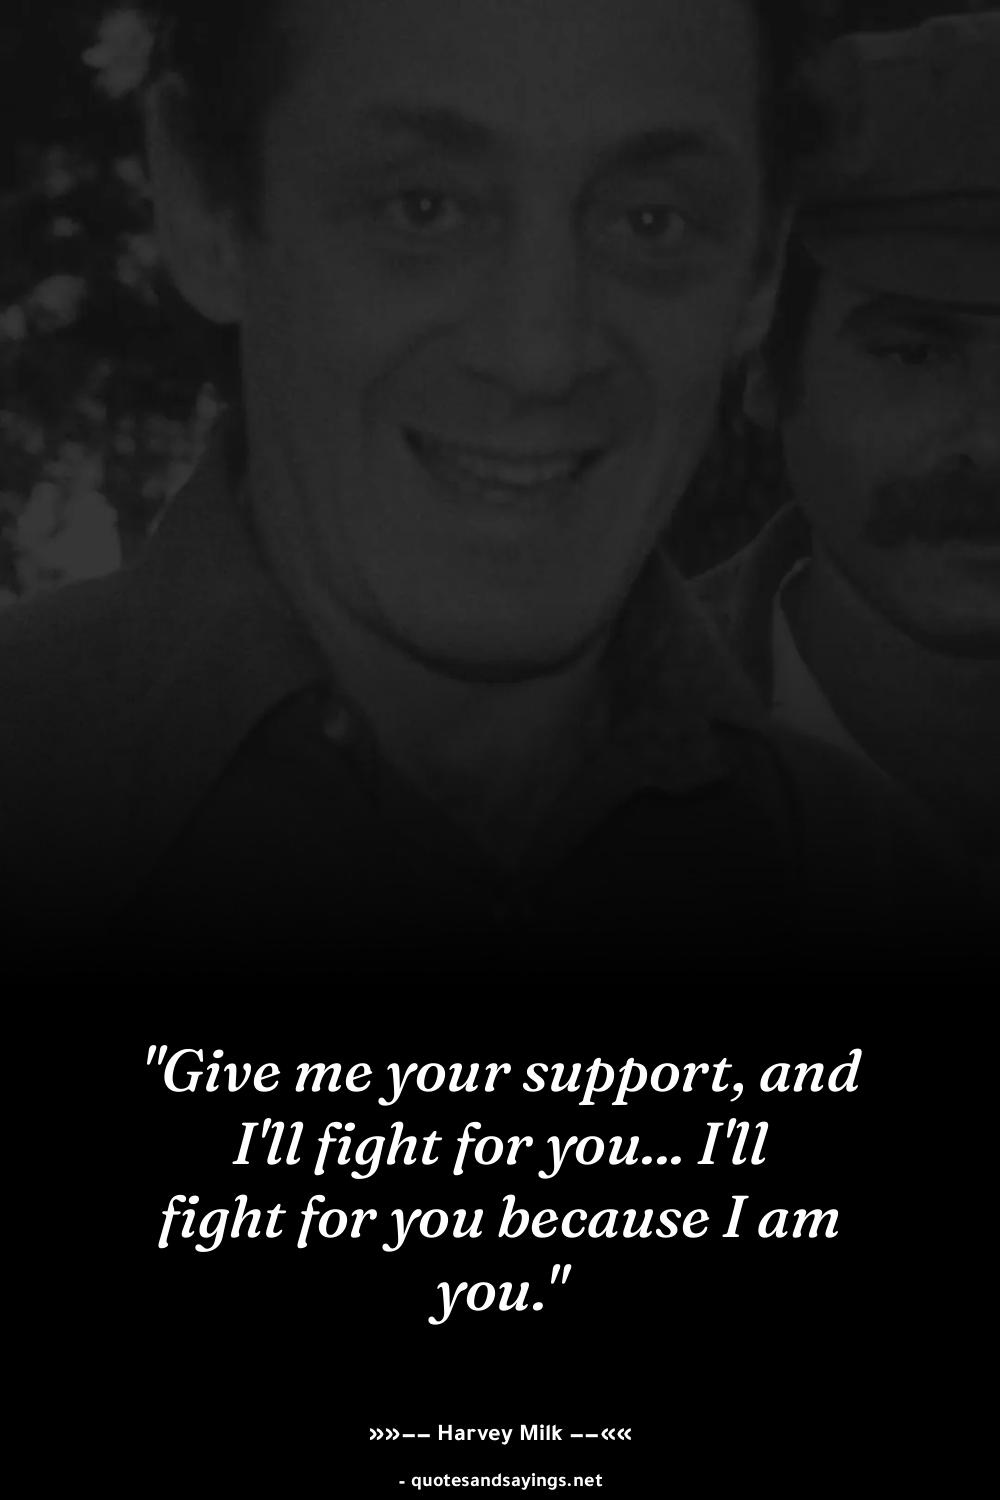 "Give me your support, and
I'll fight for you... I'll
fight for you because I am
you."
»»–– Harvey Milk ––««
- quotesandsayings.net